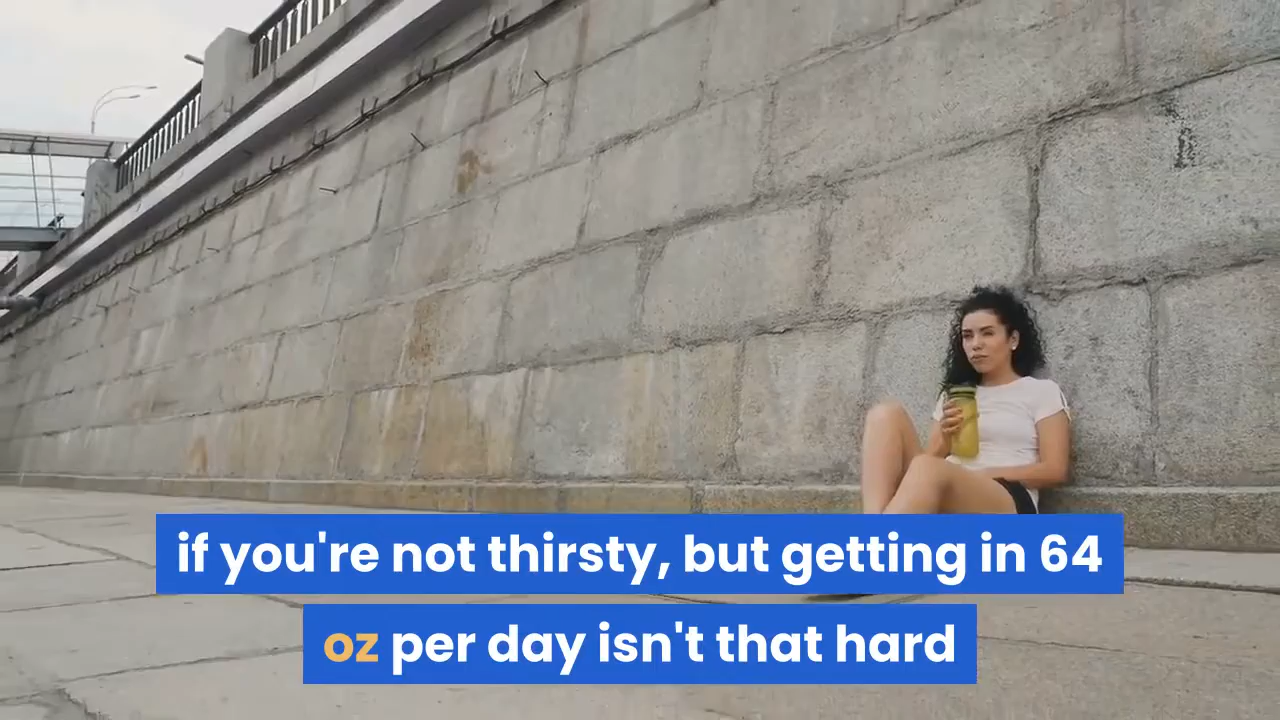 if you're not thirsty, but getting in 64
oz per day isn't that hard